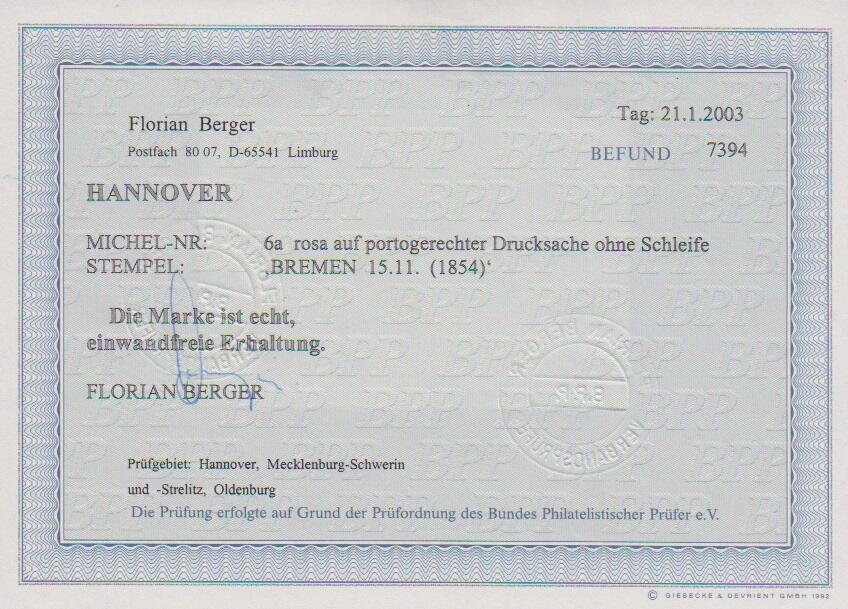 Florian Berger
Tag: 21.1.2003
Postfach 80 07, D-65541 Limburg
BEFUND 7394
HANNOVER
MICHEL-NR: 6a rosa auf portogerechter Drucksache ohne Schleife
STEMPEL: ‚BREMEN 15.11. (1854)‘
Die Marke ist echt,
einwandfreie Erhaltung.
FLORIAN BERGER
Prüfgebiet: Hannover, Mecklenburg-Schwerin
und -Strelitz, Oldenburg
Die Prüfung erfolgte auf Grund der Prüfordnung des Bundes Philatelistischer Prüfer e.V.
© GIESECKE & DEVRIENT GMBH 1992